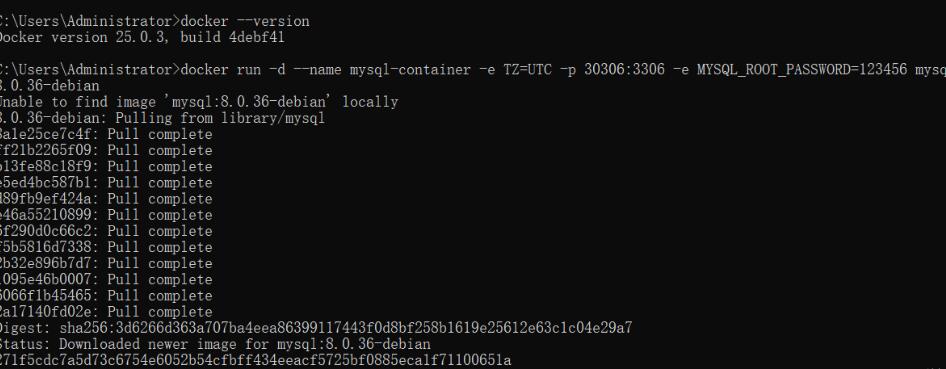 C:\Users\Administrator>docker --version
Docker version 25.0.3, build 4debf41
C:\Users\Administrator>docker run -d --name mysql-container -e TZ=UTC -p 30306:3306 -e MYSQL_ROOT_PASSWORD=123456 mysq
8.0.36-debian
Unable to find image 'mysql:8.0.36-debian' locally
8.0.36-debian: Pulling from library/mysql
8a1e25ce7c4f: Pull complete
ff21b2265f09: Pull complete
b13fe88c18f9: Pull complete
e5ed4bc587b1: Pull complete
d89fb9ef424a: Pull complete
e46a55210899: Pull complete
5f290d0c66c2: Pull complete
f5b5816d7338: Pull complete
2b32e896b7d7: Pull complete
1095e46b0007: Pull complete
6066f1b45465: Pull complete
2a17140fd02e: Pull complete
Digest: sha256:3d6266d363a707ba4eea86399117443f0d8bf258b1619e25612e63c1c04e29a7
Status: Downloaded newer image for mysql:8.0.36-debian
271f5cdc7a5d73c6754e6052b54cfbff434eeacf5725bf0885eca1f71100651a